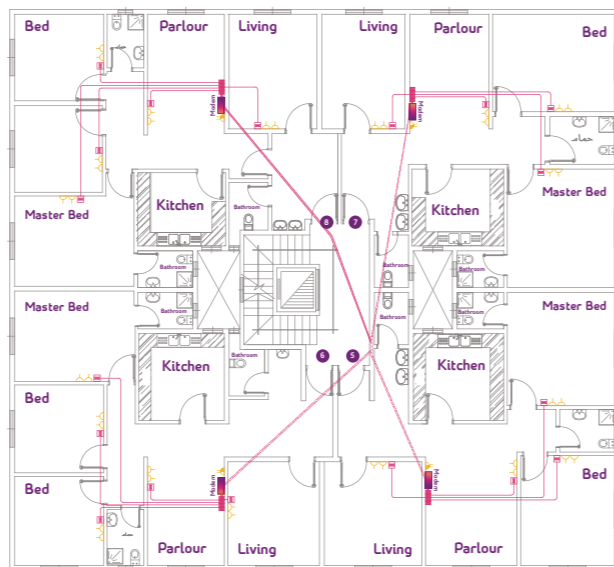 Bed
Parlour
Living
Living
Parlour
Bed
Modem
Modem
حمام
Master Bed
Kitchen
Bathroom
8
7
Kitchen
Master Bed
Bathroom
Bathroom
Bathroom
Master Bed
Bathroom
Bathroom
Bathroom
Master Bed
Kitchen
Bathroom
6
5
Kitchen
Bed
Modem
Modem
Bed
Bed
Parlour
Living
Living
Parlour